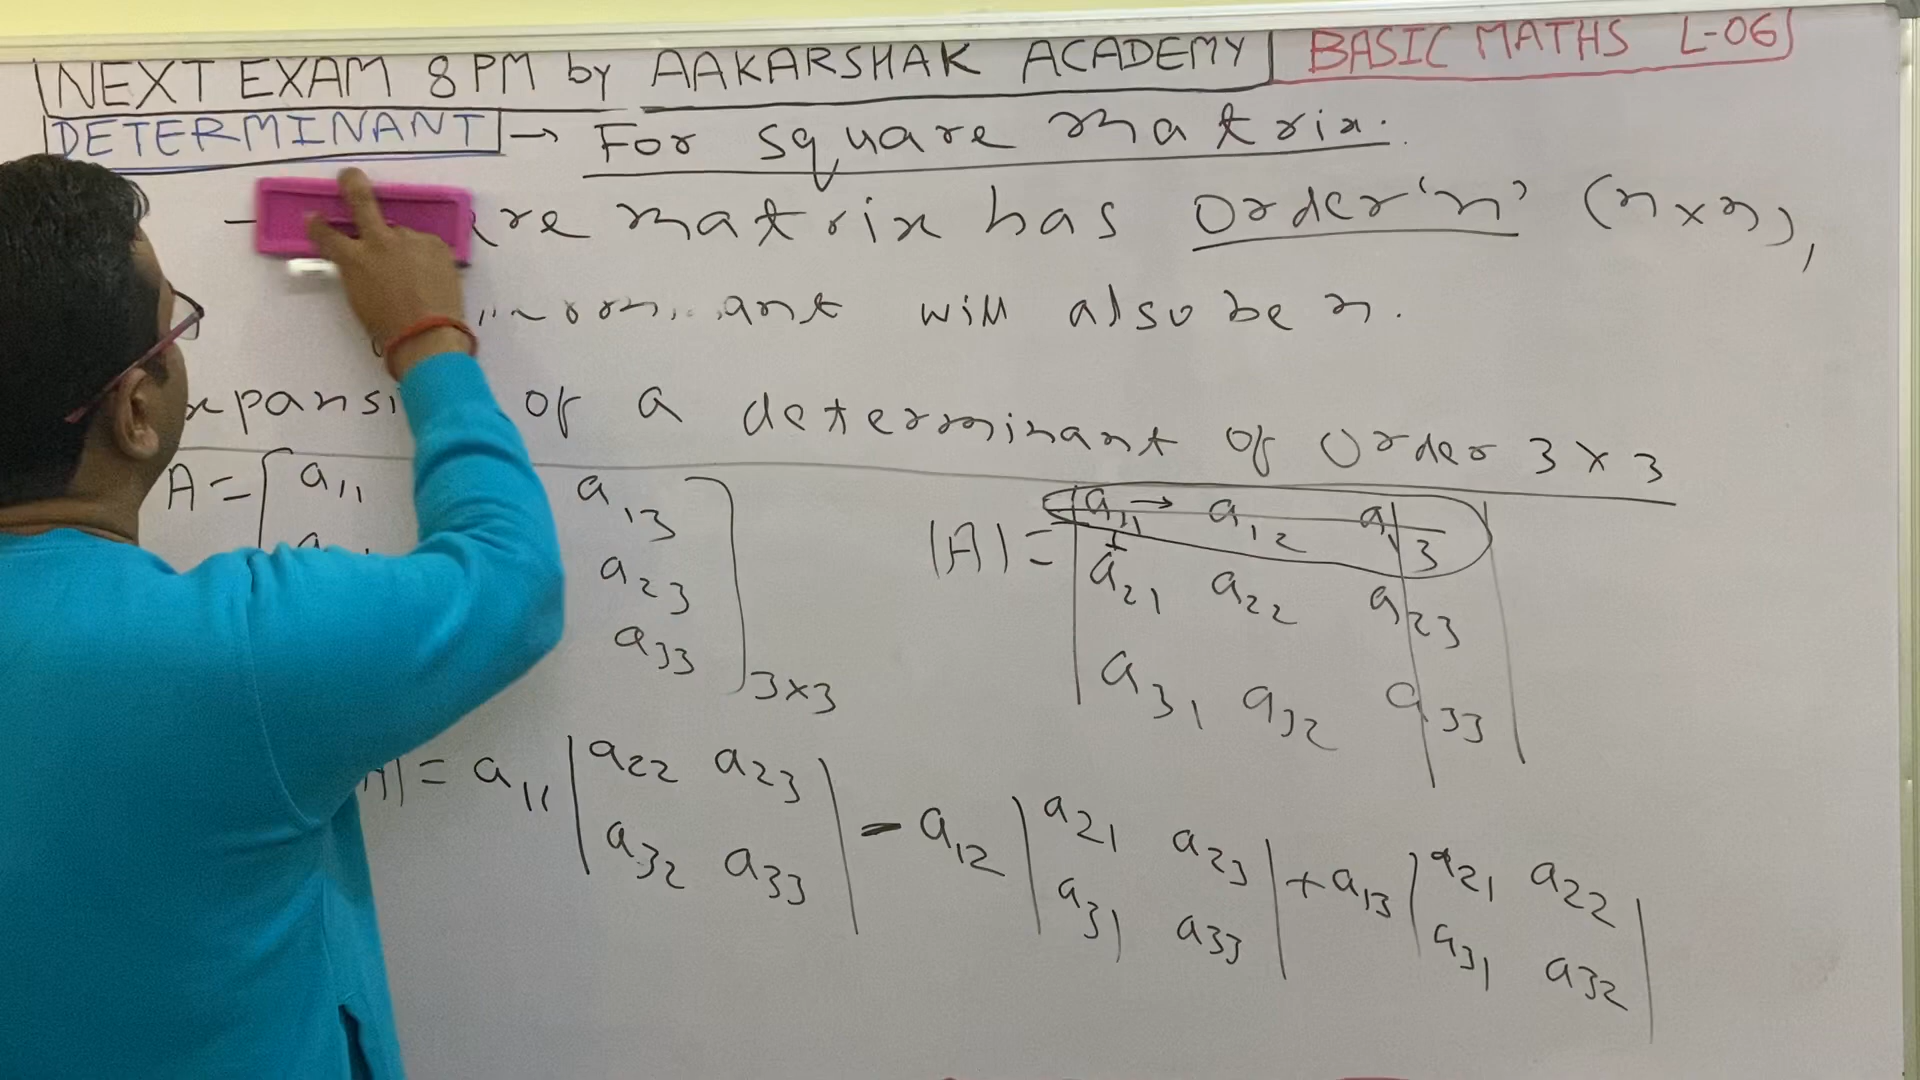 NEXT EXAM 8 PM by AAKARSHAK ACADEMY BASIC MATHS L-06
DETERMINANT → For square matrix.
matrix has Order 'n' (n×n),
will also be n.
of a determinant of Order 3 × 3
A = [ a11 a13
a23
a33 ] 3×3
|A| = | a11 → a12 a13
a21 a22 a23
a31 a32 a33 |
= a11 | a22 a23 | - a12 | a21 a23 | + a13 | a21 a22 |
| a32 a33 | | a31 a33 | | a31 a32 |